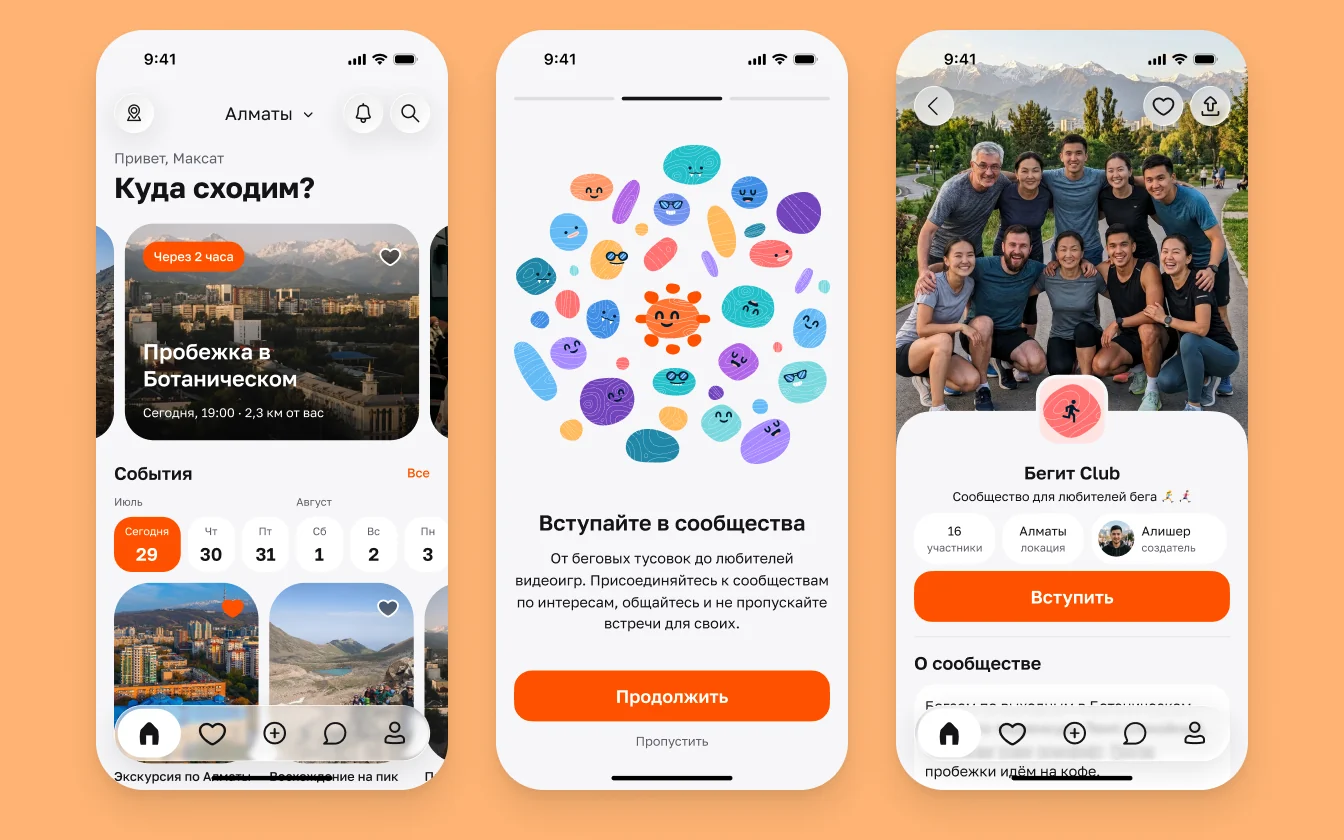 9:41
Алматы
Привет, Максат
Куда сходим?
Через 2 часа
Пробежка в
Ботаническом
Сегодня, 19:00 · 2,3 км от вас
События
Все
Июль
Август
Сегодня
29
Чт
30
Пт
31
Сб
1
Вс
2
Пн
3
Экскурсия по Алматы
Восхождение на пик
9:41
Вступайте в сообщества
От беговых тусовок до любителей
видеоигр. Присоединяйтесь к сообществам
по интересам, общайтесь и не пропускайте
встречи для своих.
Продолжить
Пропустить
9:41
Бегит Club
Сообщество для любителей бега
16
участники
Алматы
локация
Алишер
создатель
Вступить
О сообществе
Бегаем по выходным в Ботаническом
пробежки идём на кофе.